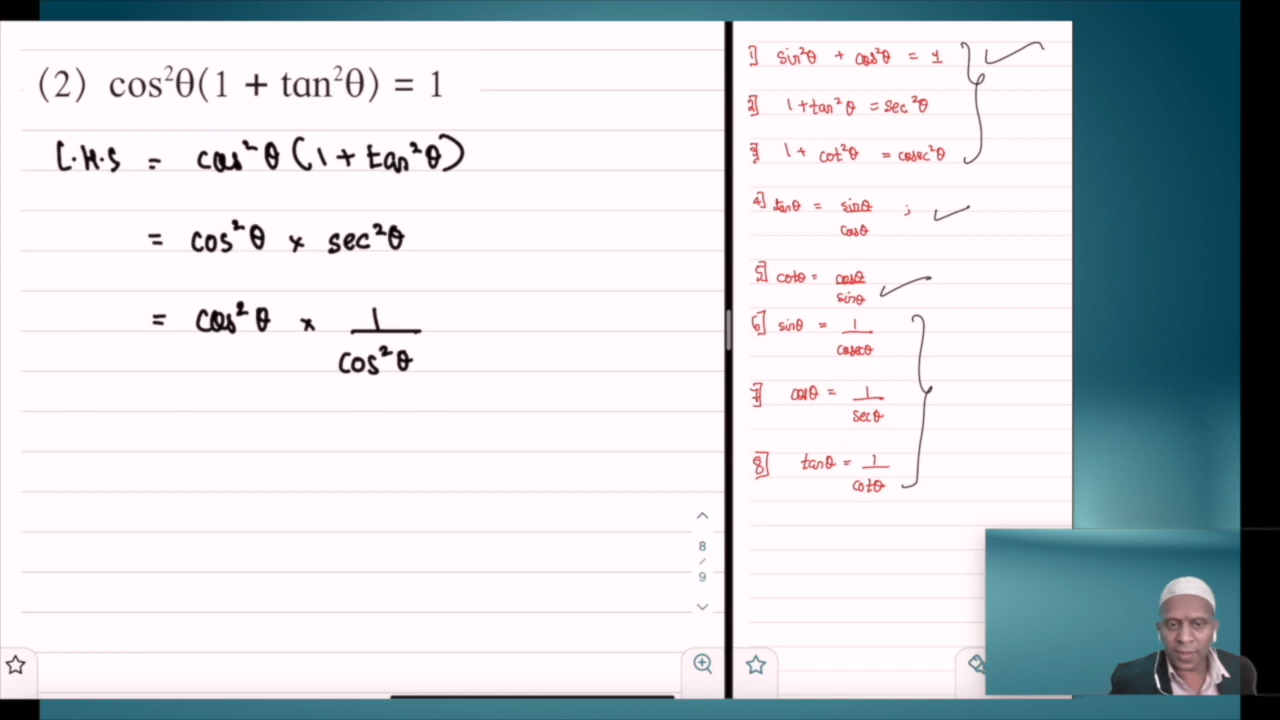 (2) cos²θ(1 + tan²θ) = 1
L.H.S = cos²θ (1 + tan²θ)
= cos²θ × sec²θ
= cos²θ × 1/cos²θ
8
/
9
1] sin²θ + cos²θ = 1
2] 1 + tan²θ = sec²θ
3] 1 + cot²θ = cosec²θ
4] tanθ = sinθ/cosθ ;
5] cotθ = cosθ/sinθ
6] sinθ = 1/cosecθ
7] cosθ = 1/secθ
8] tanθ = 1/cotθ